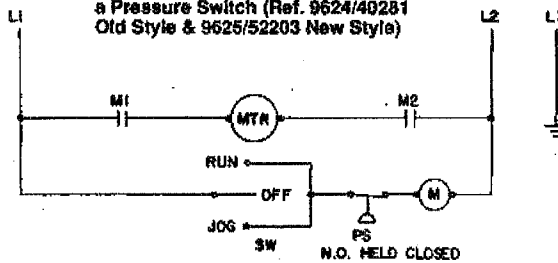 a Pressure Switch (Ref. 9624/40281
Old Style & 9625/52203 New Style)
L1 L2 L
M1 MTR M2
RUN
OFF M
JOG
SW PS
N.O. HELD CLOSED